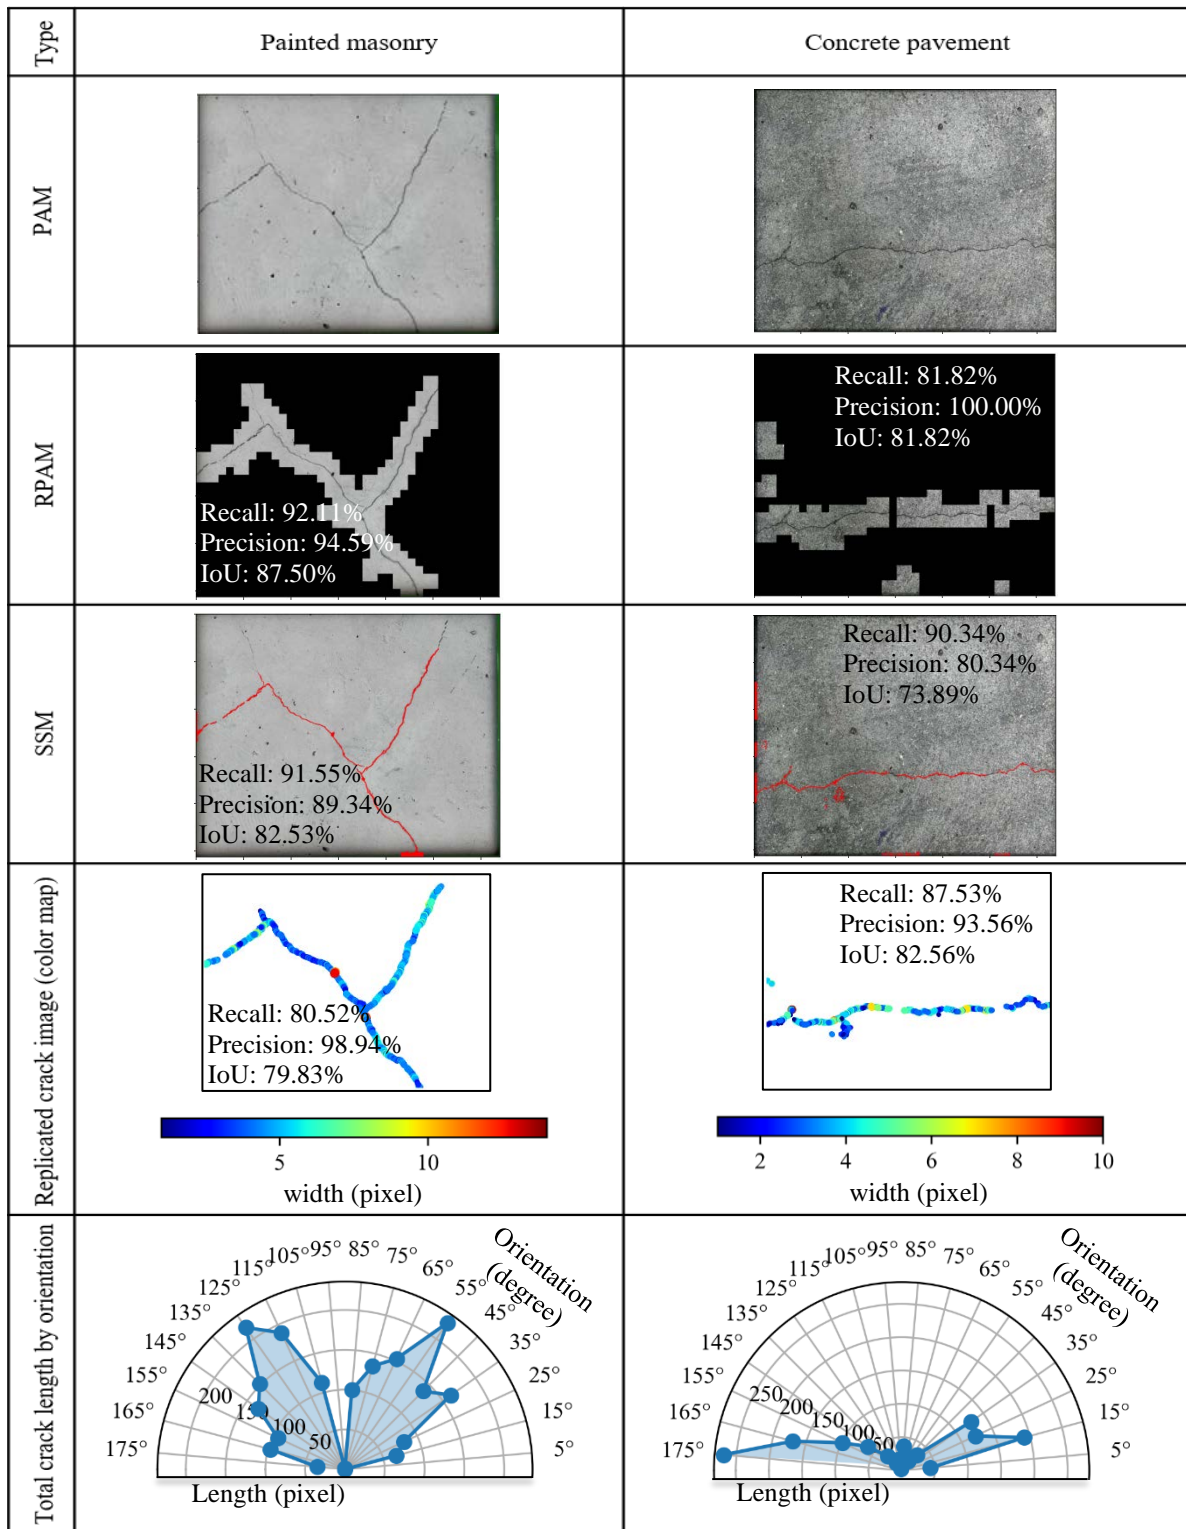 Type
Painted masonry
Concrete pavement
PAM
RPAM
Recall: 92.11%
Precision: 94.59%
IoU: 87.50%
Recall: 81.82%
Precision: 100.00%
IoU: 81.82%
SSM
Recall: 91.55%
Precision: 89.34%
IoU: 82.53%
Recall: 90.34%
Precision: 80.34%
IoU: 73.89%
Replicated crack image (color map)
Recall: 80.52%
Precision: 98.94%
IoU: 79.83%
5 10
width (pixel)
Recall: 87.53%
Precision: 93.56%
IoU: 82.56%
2 4 6 8 10
width (pixel)
Total crack length by orientation
175° 165° 155° 145° 135° 125° 115° 105° 95° 85° 75° 65° 55° 45° 35° 25° 15° 5°
Orientation
(degree)
200 150 100 50
Length (pixel)
175° 165° 155° 145° 135° 125° 115° 105° 95° 85° 75° 65° 55° 45° 35° 25° 15° 5°
Orientation
(degree)
250 200 150 100 50
Length (pixel)